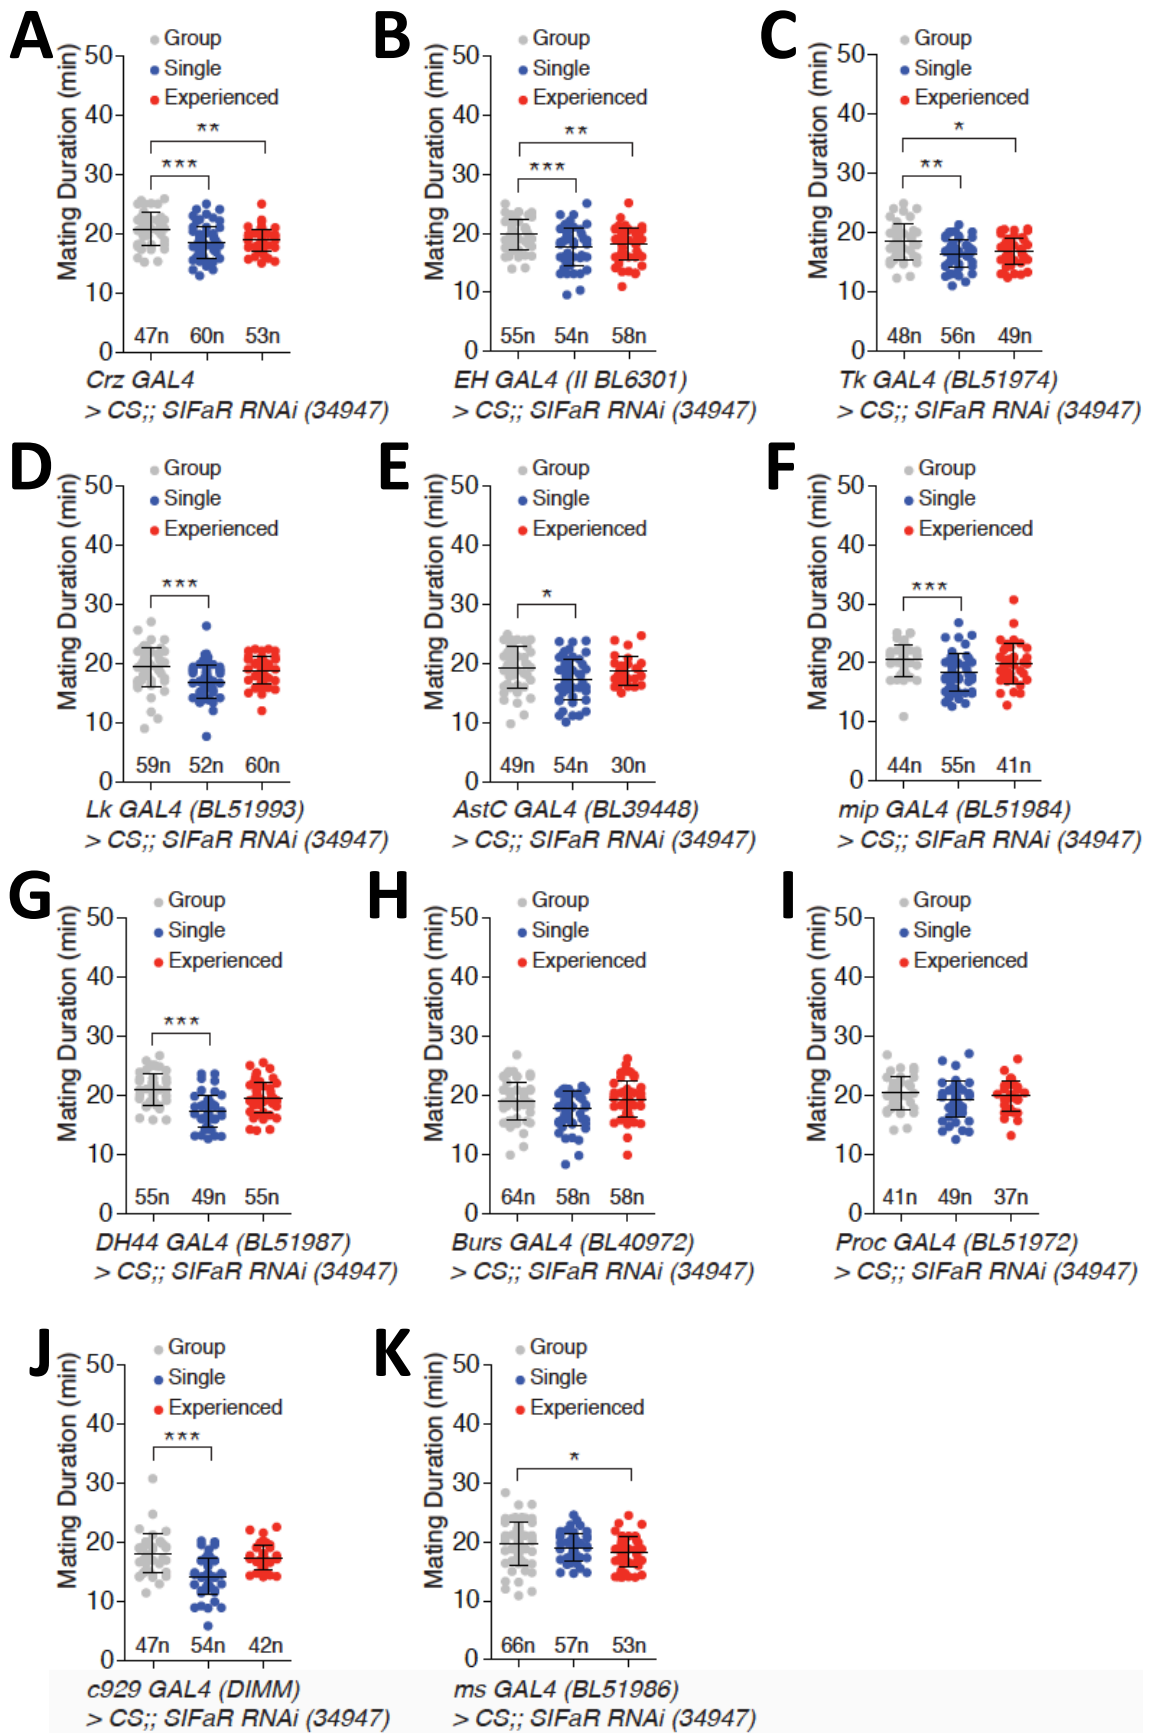 A
Group
Single
Experienced
Mating Duration (min)
50
40
30
20
10
0
**
***
47n 60n 53n
Crz GAL4
> CS;; SIFaR RNAi (34947)
B
Group
Single
Experienced
Mating Duration (min)
50
40
30
20
10
0
**
***
55n 54n 58n
EH GAL4 (II BL6301)
> CS;; SIFaR RNAi (34947)
C
Group
Single
Experienced
Mating Duration (min)
50
40
30
20
10
0
*
**
48n 56n 49n
Tk GAL4 (BL51974)
> CS;; SIFaR RNAi (34947)
D
Group
Single
Experienced
Mating Duration (min)
50
40
30
20
10
0
***
59n 52n 60n
Lk GAL4 (BL51993)
> CS;; SIFaR RNAi (34947)
E
Group
Single
Experienced
Mating Duration (min)
50
40
30
20
10
0
*
49n 54n 30n
AstC GAL4 (BL39448)
> CS;; SIFaR RNAi (34947)
F
Group
Single
Experienced
Mating Duration (min)
50
40
30
20
10
0
***
44n 55n 41n
mip GAL4 (BL51984)
> CS;; SIFaR RNAi (34947)
G
Group
Single
Experienced
Mating Duration (min)
50
40
30
20
10
0
***
55n 49n 55n
DH44 GAL4 (BL51987)
> CS;; SIFaR RNAi (34947)
H
Group
Single
Experienced
Mating Duration (min)
50
40
30
20
10
0
64n 58n 58n
Burs GAL4 (BL40972)
> CS;; SIFaR RNAi (34947)
I
Group
Single
Experienced
Mating Duration (min)
50
40
30
20
10
0
41n 49n 37n
Proc GAL4 (BL51972)
> CS;; SIFaR RNAi (34947)
J
Group
Single
Experienced
Mating Duration (min)
50
40
30
20
10
0
***
47n 54n 42n
c929 GAL4 (DIMM)
> CS;; SIFaR RNAi (34947)
K
Group
Single
Experienced
Mating Duration (min)
50
40
30
20
10
0
*
66n 57n 53n
ms GAL4 (BL51986)
> CS;; SIFaR RNAi (34947)